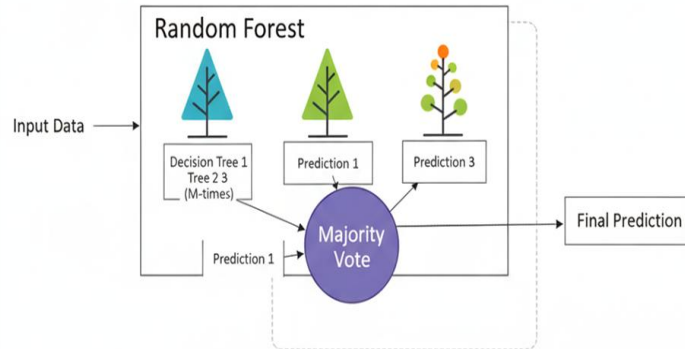 Random Forest
Input Data
Decision Tree 1
Tree 2 3
(M-times)
Prediction 1
Prediction 3
Majority
Vote
Final Prediction
Prediction 1